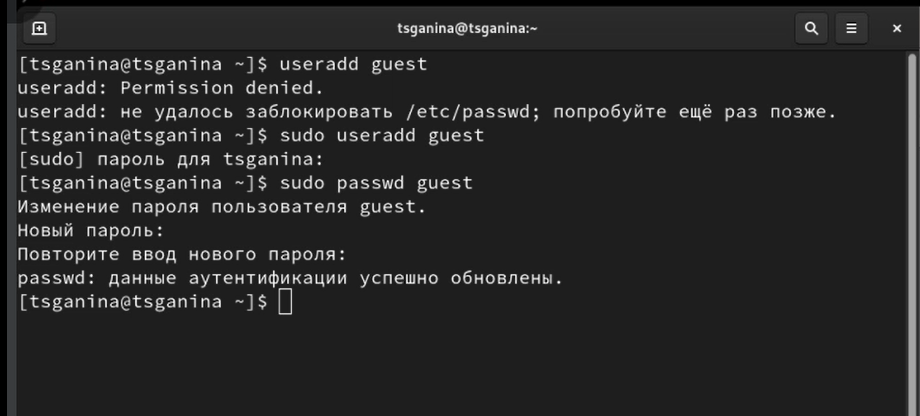 tsganina@tsganina:~
[tsganina@tsganina ~]$ useradd guest
useradd: Permission denied.
useradd: не удалось заблокировать /etc/passwd; попробуйте ещё раз позже.
[tsganina@tsganina ~]$ sudo useradd guest
[sudo] пароль для tsganina:
[tsganina@tsganina ~]$ sudo passwd guest
Изменение пароля пользователя guest.
Новый пароль:
Повторите ввод нового пароля:
passwd: данные аутентификации успешно обновлены.
[tsganina@tsganina ~]$